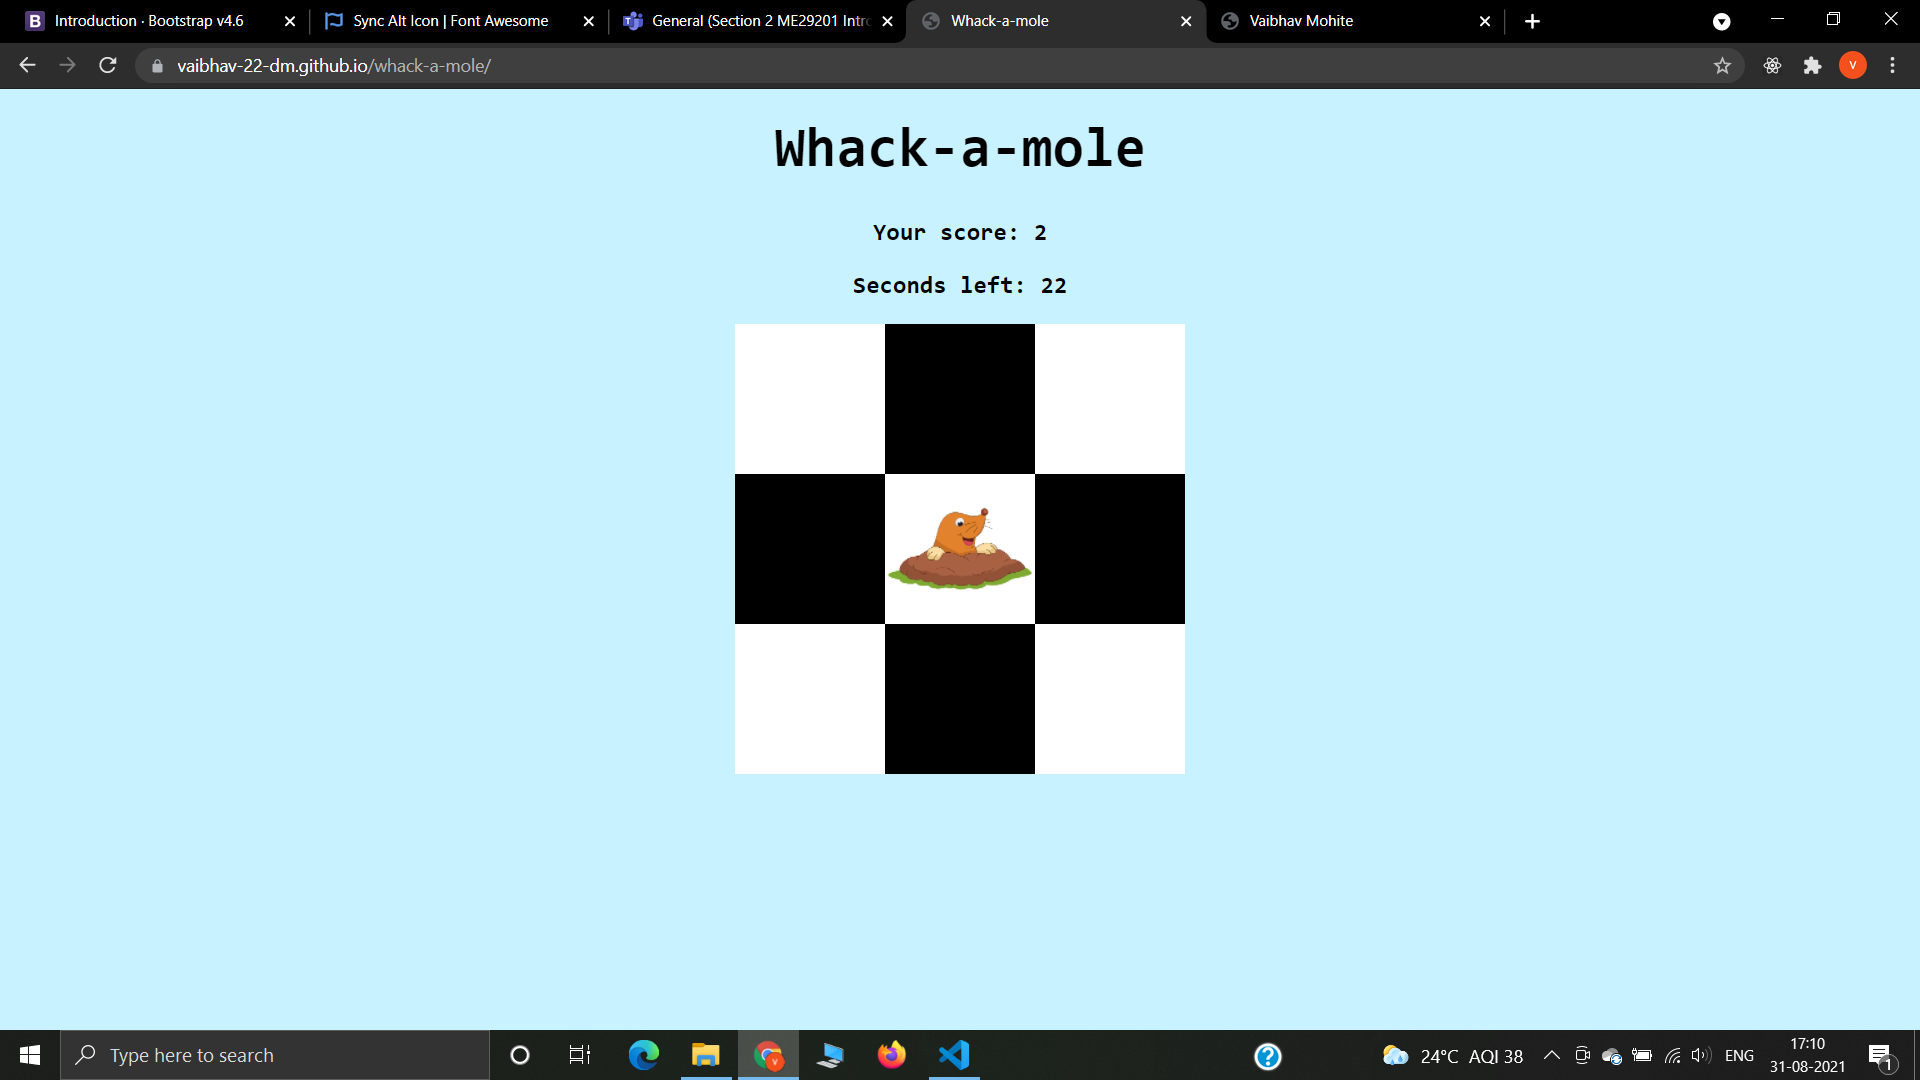 Introduction · Bootstrap v4.6
Sync Alt Icon | Font Awesome
General (Section 2 ME29201 Intro
Whack-a-mole
Vaibhav Mohite
vaibhav-22-dm.github.io/whack-a-mole/
V
Whack-a-mole
Your score: 2
Seconds left: 22
Type here to search
24°C AQI 38
ENG
17:10
31-08-2021
1